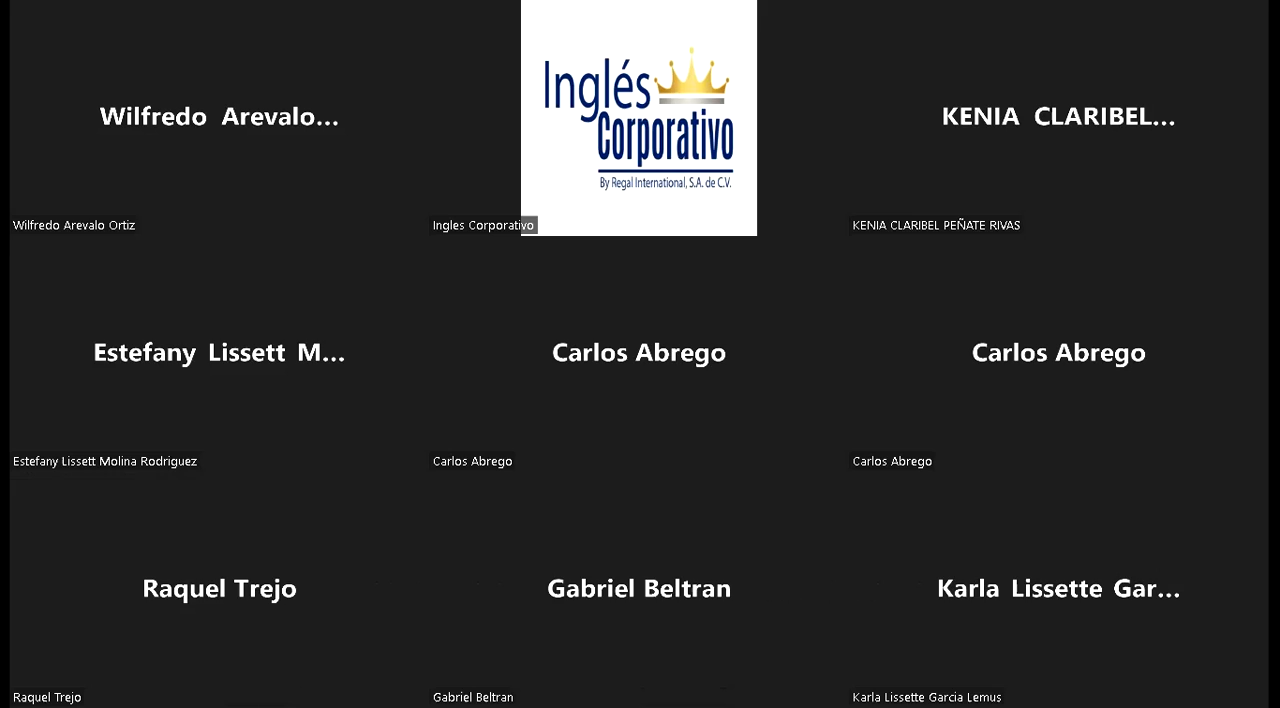 Wilfredo Arevalo...
Wilfredo Arevalo Ortiz
Inglés
Corporativo
By Regal International, S.A. de C.V.
Ingles Corporativo
KENIA CLARIBEL...
KENIA CLARIBEL PEÑATE RIVAS
Estefany Lissett M...
Estefany Lissett Molina Rodriguez
Carlos Abrego
Carlos Abrego
Carlos Abrego
Carlos Abrego
Raquel Trejo
Raquel Trejo
Gabriel Beltran
Gabriel Beltran
Karla Lissette Gar...
Karla Lissette Garcia Lemus